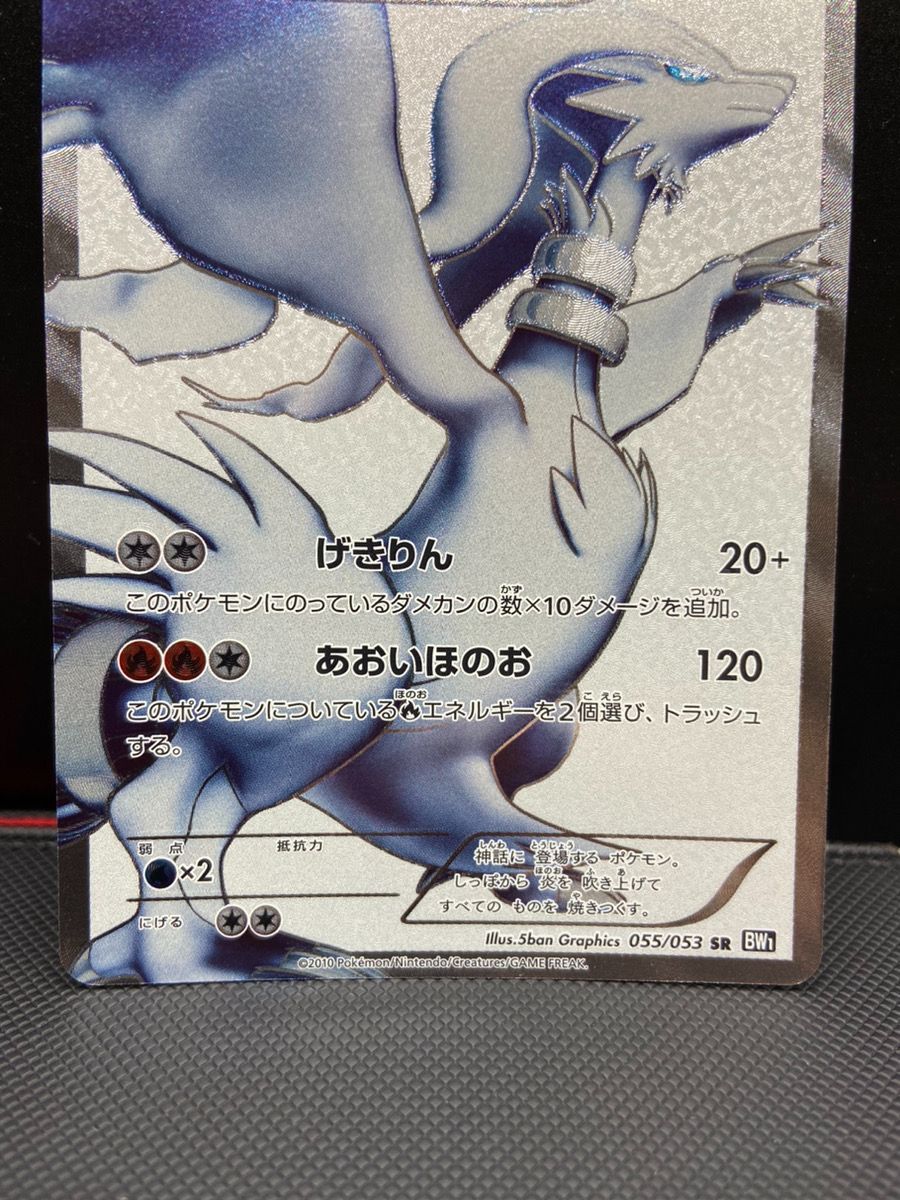 げきりん 20+
このポケモンにのっているダメカンの数×10ダメージを追加。
あおいほのお 120
このポケモンについているエネルギーを2個選び、トラッシュ
する。
弱点 抵抗力
×2
にげる
神話に 登場する ポケモン。
しっぽから 炎を 吹き上げて
すべての ものを 焼きつくす。
Illus.5ban Graphics 055/053 SR BW1
©2010 Pokémon/Nintendo/Creatures/GAME FREAK.